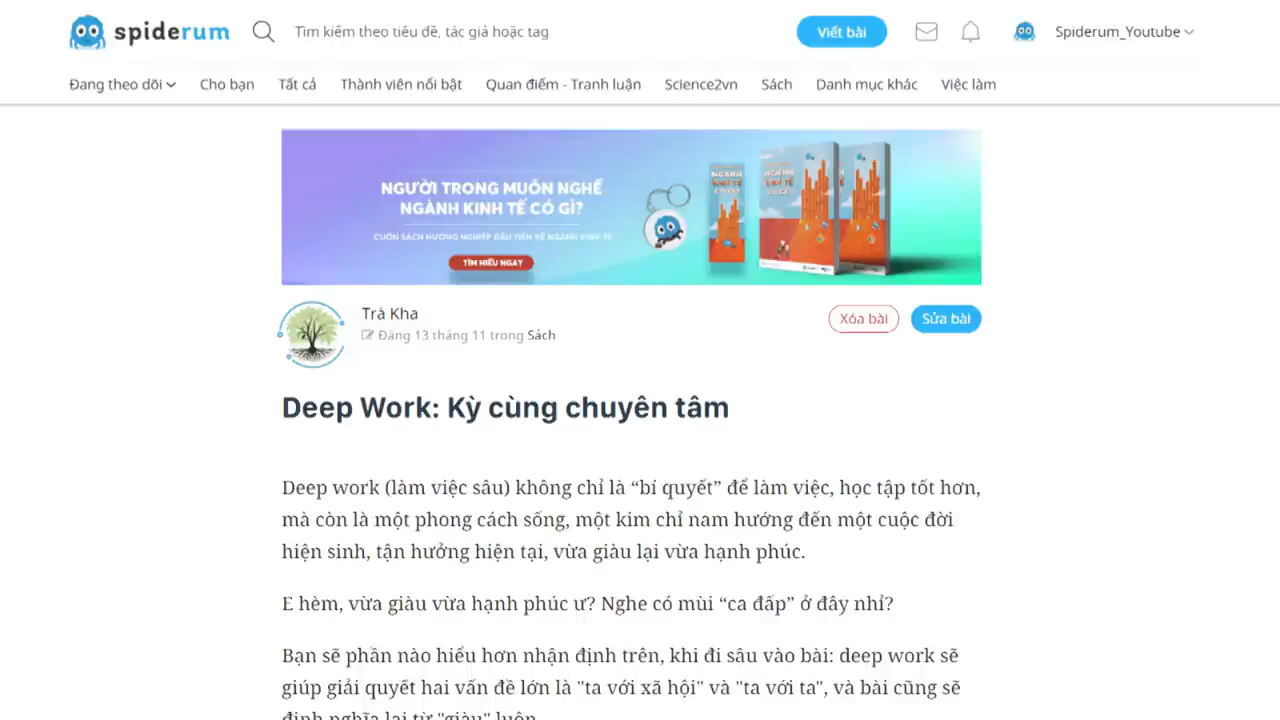 spiderum
Tìm kiếm theo tiêu đề, tác giả hoặc tag
Viết bài
Spiderum_Youtube
Đang theo dõi
Cho bạn
Tất cả
Thành viên nổi bật
Quan điểm - Tranh luận
Science2vn
Sách
Danh mục khác
Việc làm
NGƯỜI TRONG MUÔN NGHỀ
NGÀNH KINH TẾ CÓ GÌ?
CUỐN SÁCH HƯỚNG NGHIỆP ĐẦU TIÊN VỀ NGÀNH KINH TẾ
TÌM HIỂU NGAY
Trà Kha
Đăng 13 tháng 11 trong Sách
Xóa bài
Sửa bài
Deep Work: Kỳ cùng chuyên tâm
Deep work (làm việc sâu) không chỉ là “bí quyết” để làm việc, học tập tốt hơn,
mà còn là một phong cách sống, một kim chỉ nam hướng đến một cuộc đời
hiện sinh, tận hưởng hiện tại, vừa giàu lại vừa hạnh phúc.
E hèm, vừa giàu vừa hạnh phúc ư? Nghe có mùi “ca đấp” ở đây nhỉ?
Bạn sẽ phần nào hiểu hơn nhận định trên, khi đi sâu vào bài: deep work sẽ
giúp giải quyết hai vấn đề lớn là "ta với xã hội" và "ta với ta", và bài cũng sẽ
định nghĩa lại từ "giàu" luôn.